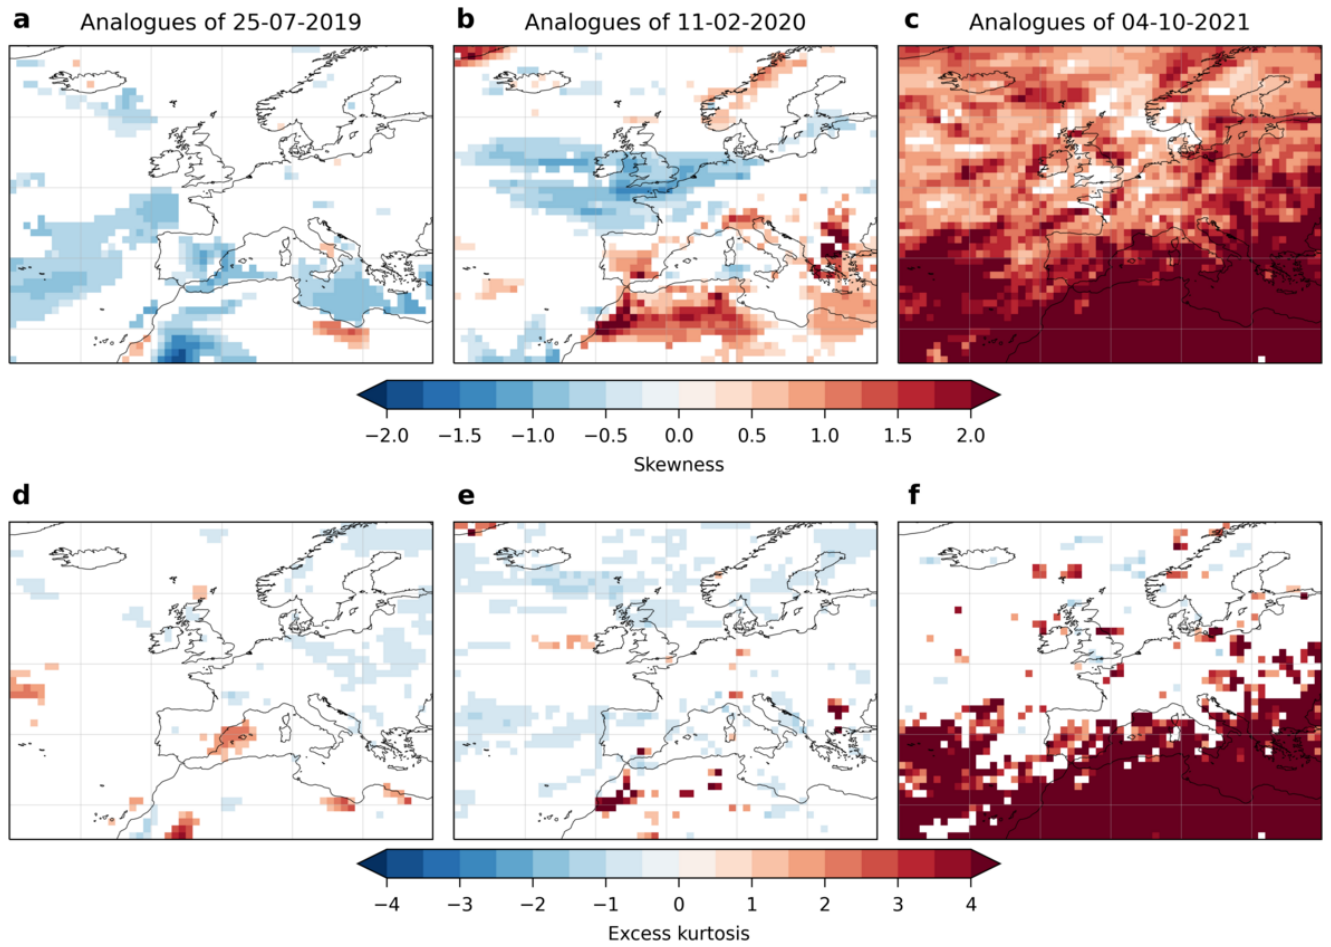 a Analogues of 25-07-2019
b Analogues of 11-02-2020
c Analogues of 04-10-2021
−2.0 −1.5 −1.0 −0.5 0.0 0.5 1.0 1.5 2.0
Skewness
d
e
f
−4 −3 −2 −1 0 1 2 3 4
Excess kurtosis